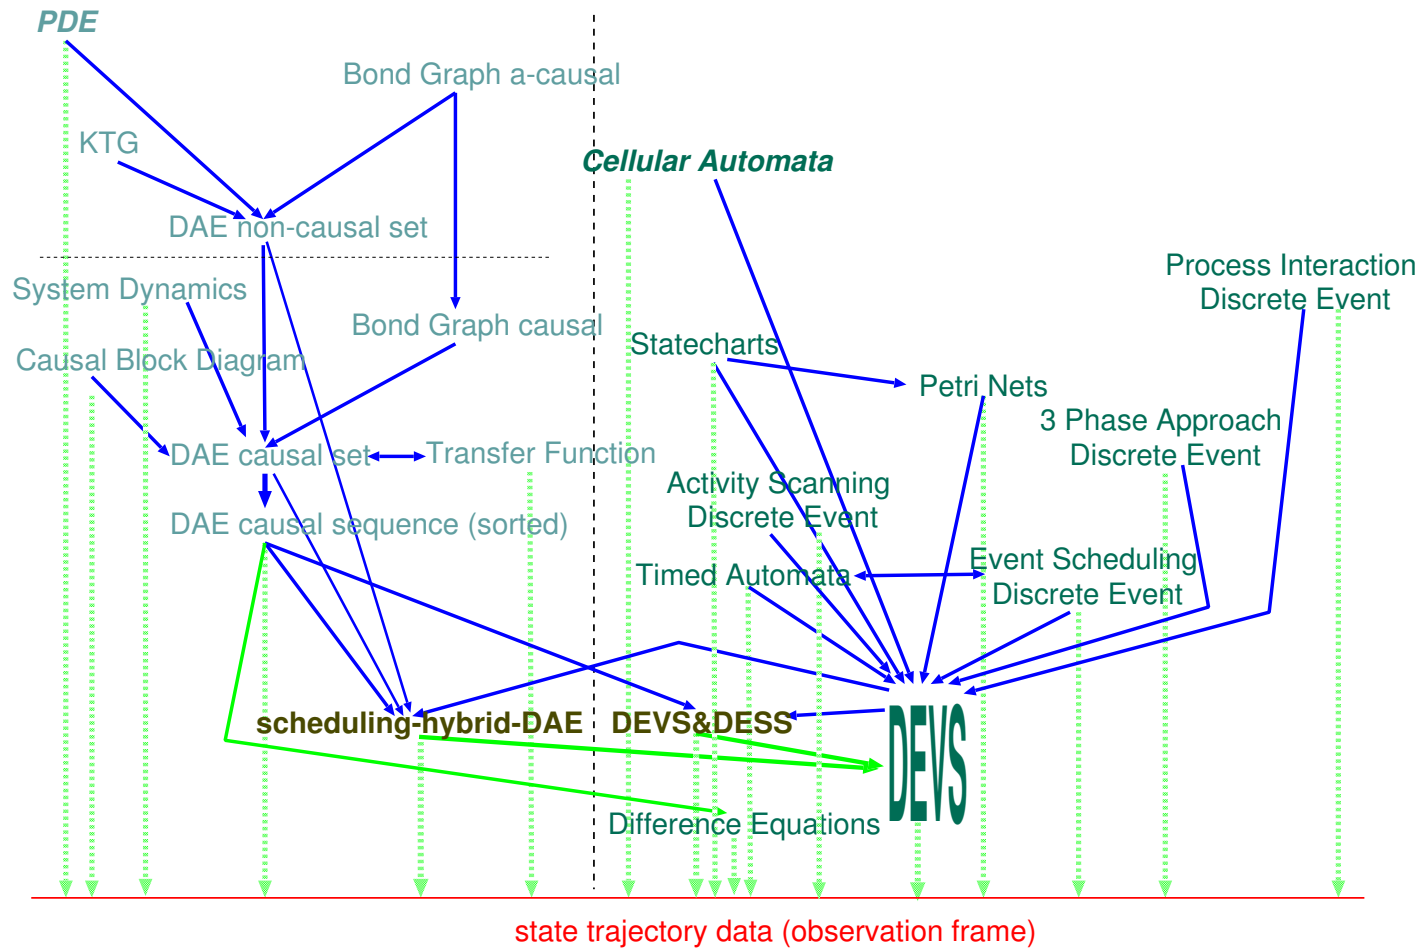 PDE
Bond Graph a-causal
KTG
Cellular Automata
DAE non-causal set
Process Interaction
Discrete Event
System Dynamics
Bond Graph causal
Statecharts
Causal Block Diagram
Petri Nets
3 Phase Approach
Discrete Event
DAE causal set
Transfer Function
Activity Scanning
Discrete Event
DAE causal sequence (sorted)
Timed Automata
Event Scheduling
Discrete Event
scheduling-hybrid-DAE
DEVS&DESS
DEVS
Difference Equations
state trajectory data (observation frame)